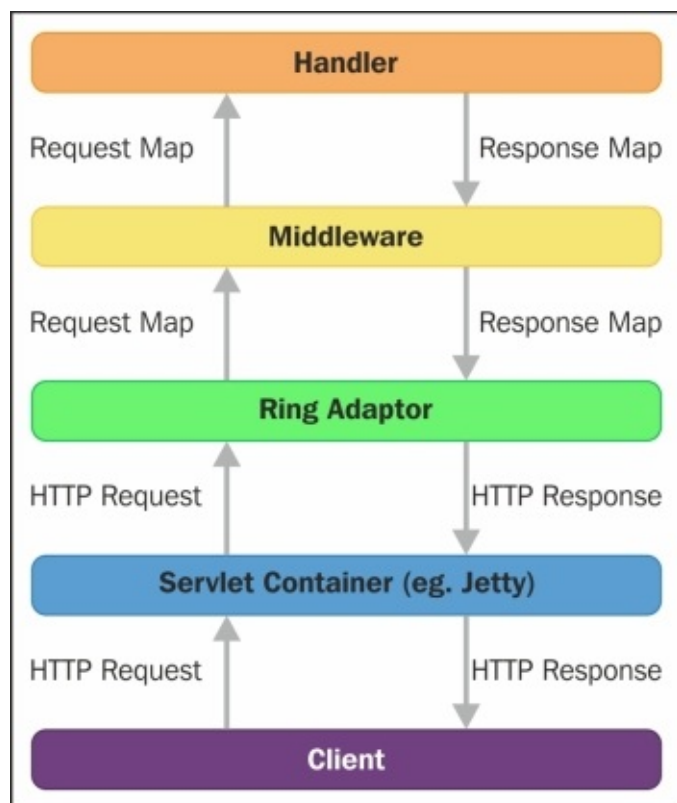 Handler
Request Map
Response Map
Middleware
Request Map
Response Map
Ring Adaptor
HTTP Request
HTTP Response
Servlet Container (eg. Jetty)
HTTP Request
HTTP Response
Client